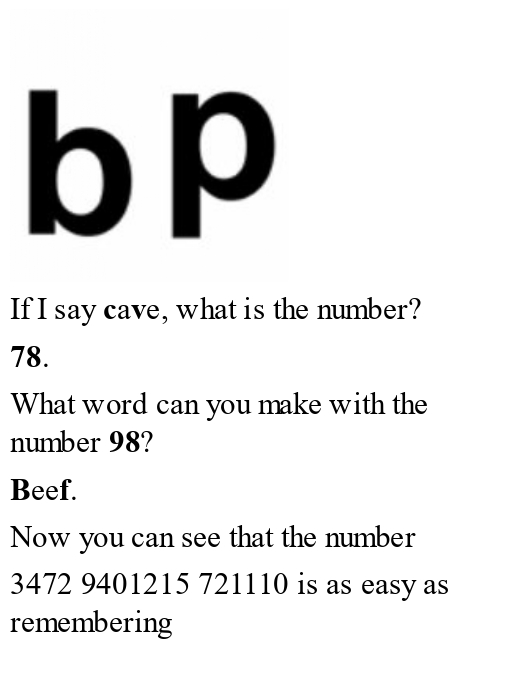 b p
If I say cave, what is the number?
78.
What word can you make with the
number 98?
Beef.
Now you can see that the number
3472 9401215 721110 is as easy as
remembering